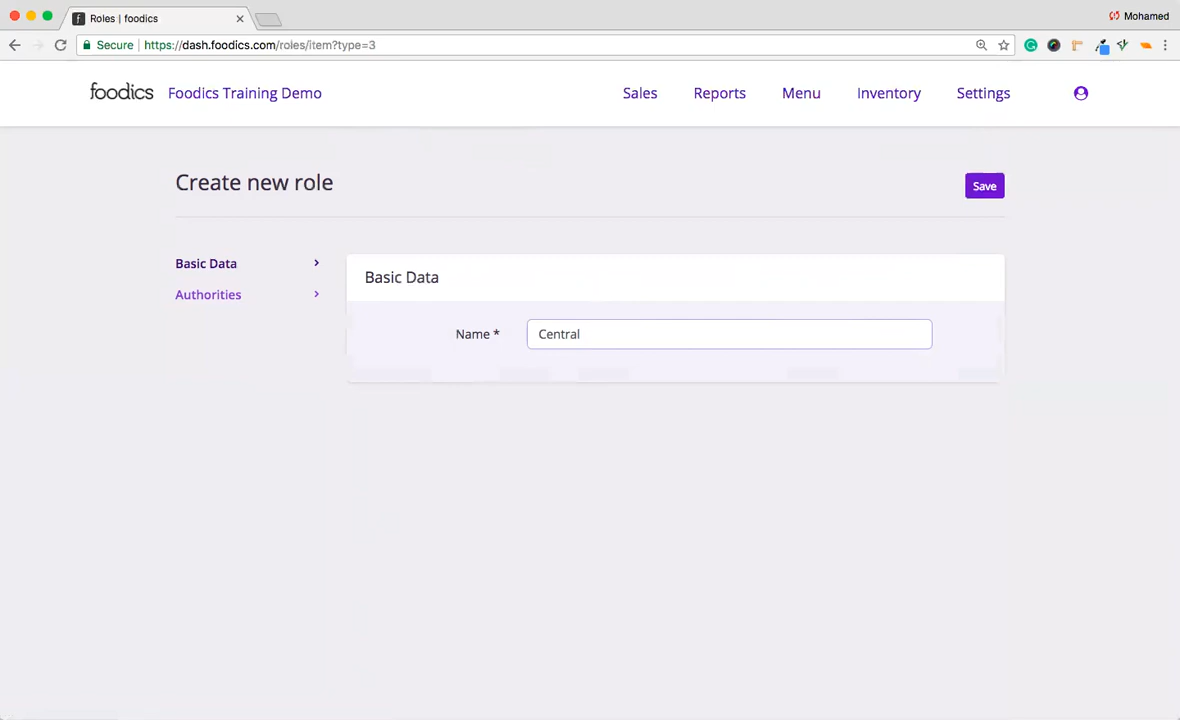 Roles | foodics
Mohamed
Secure https://dash.foodics.com/roles/item?type=3
foodics Foodics Training Demo Sales Reports Menu Inventory Settings
Create new role
Save
Basic Data
Authorities
Basic Data
Name * Central